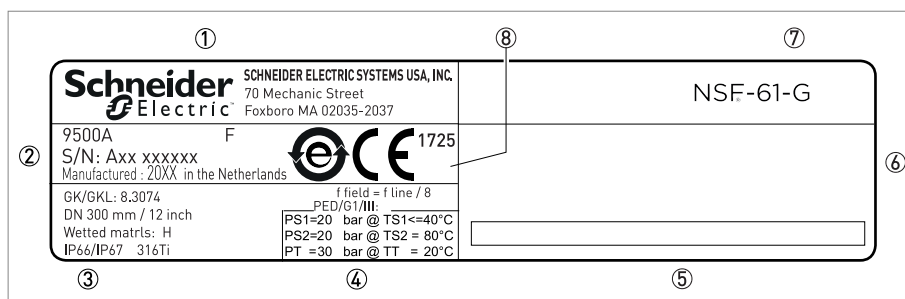 ① ⑧ ⑦
Schneider Electric™
SCHNEIDER ELECTRIC SYSTEMS USA, INC.
70 Mechanic Street
Foxboro MA 02035-2037
NSF®-61-G
② 9500A F
S/N: Axx xxxxxx
Manufactured : 20XX in the Netherlands
e CE 1725
⑥
GK/GKL: 8.3074
DN 300 mm / 12 inch
Wetted matrls: H
IP66/IP67 316Ti
f field = f line / 8
PED/G1/III:
PS1=20 bar @ TS1<=40°C
PS2=20 bar @ TS2 = 80°C
PT =30 bar @ TT = 20°C
③ ④ ⑤